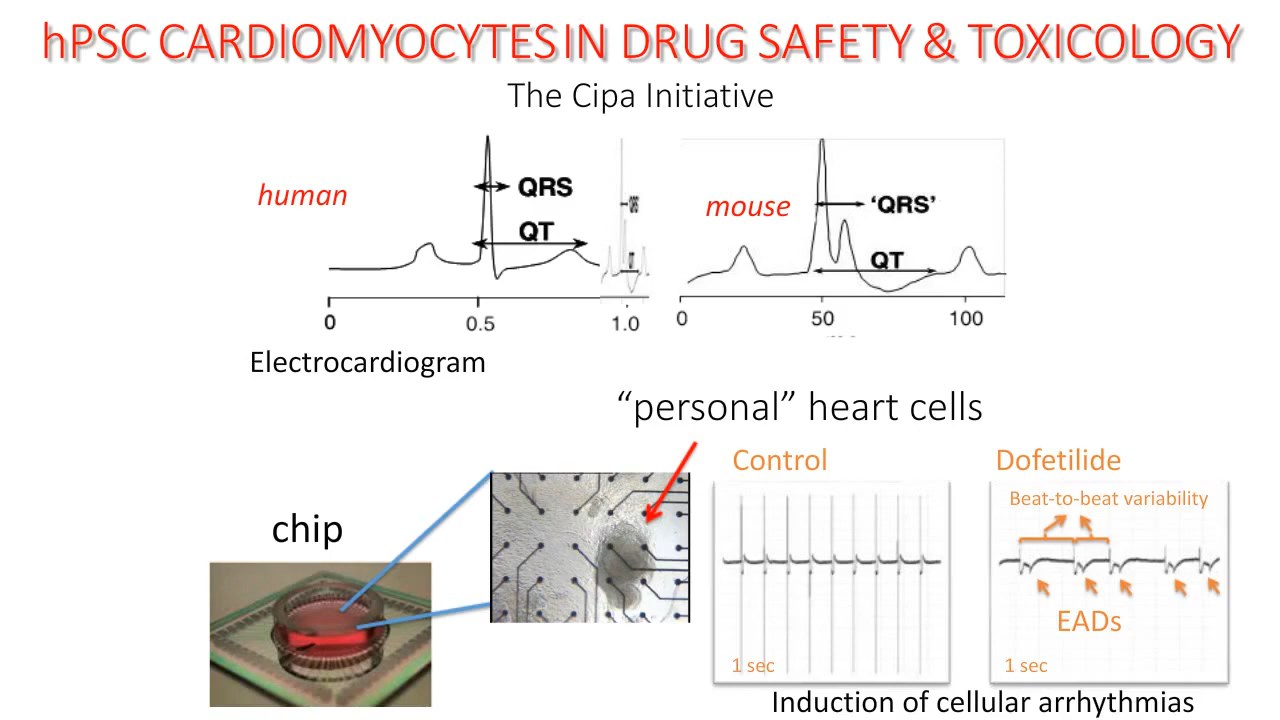 hPSC CARDIOMYOCYTES IN DRUG SAFETY & TOXICOLOGY
The Cipa Initiative
human
QRS
QT
QRS
QT
0
0.5
1.0
mouse
‘QRS’
QT
0
50
100
Electrocardiogram
“personal” heart cells
chip
Control
1 sec
Dofetilide
Beat-to-beat variability
EADs
1 sec
Induction of cellular arrhythmias